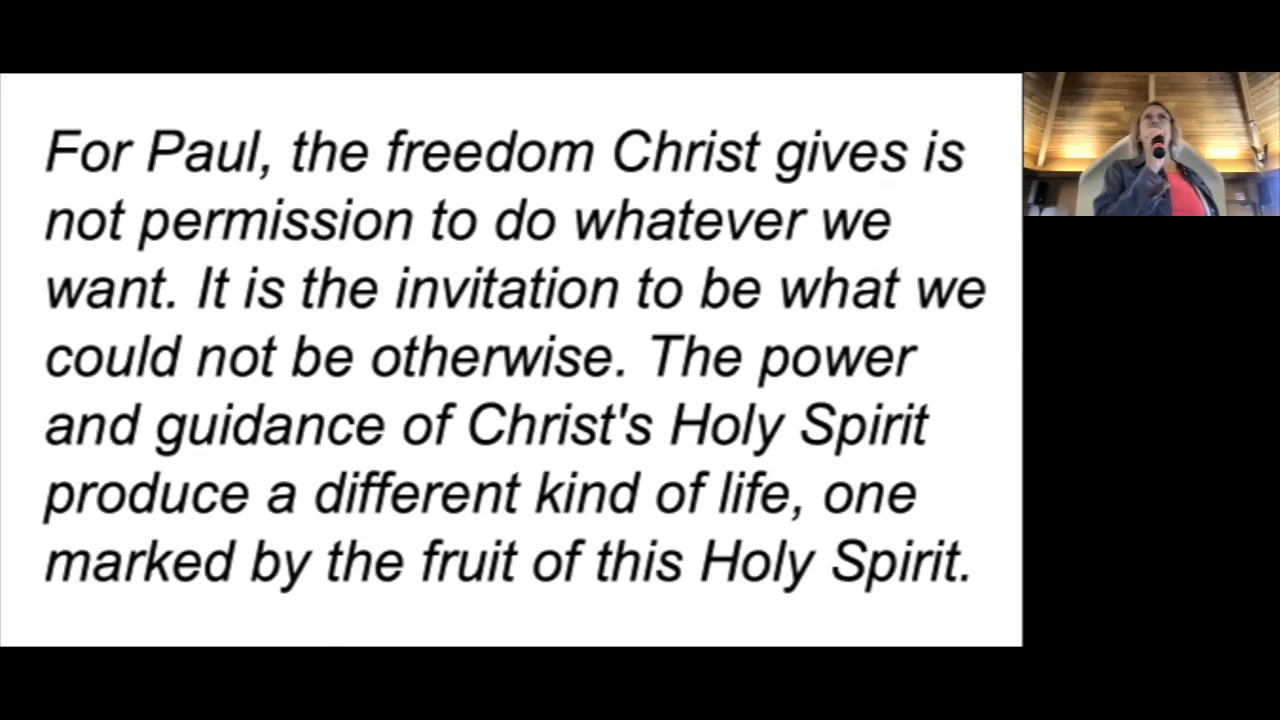 For Paul, the freedom Christ gives is
not permission to do whatever we
want. It is the invitation to be what we
could not be otherwise. The power
and guidance of Christ's Holy Spirit
produce a different kind of life, one
marked by the fruit of this Holy Spirit.